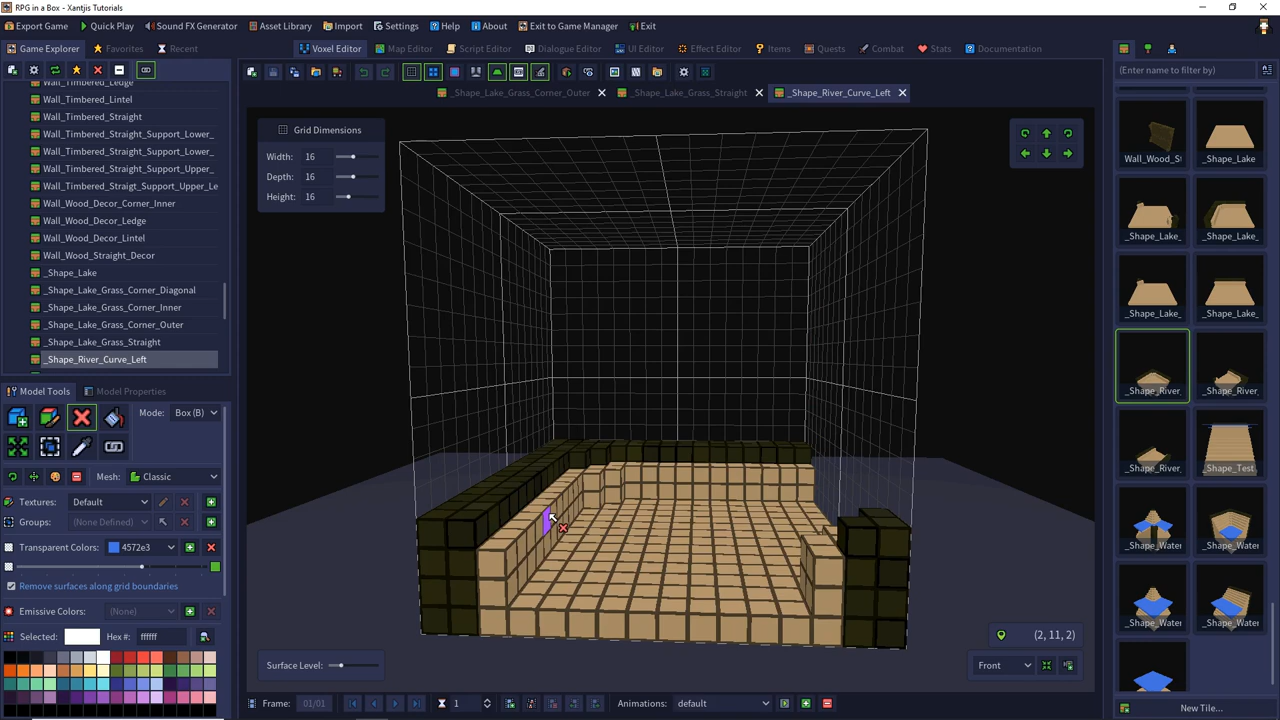 RPG in a Box - Xantjis Tutorials
Export Game Quick Play Sound FX Generator Asset Library Import Settings Help About Exit to Game Manager Exit
Game Explorer Favorites Recent Voxel Editor Map Editor Script Editor Dialogue Editor UI Editor Effect Editor Items Quests Combat Stats Documentation
(Enter name to filter by)
_Shape_Lake_Grass_Corner_Outer _Shape_Lake_Grass_Straight _Shape_River_Curve_Left
Wall_Timbered_Ledge
Wall_Timbered_Lintel
Wall_Timbered_Straight
Wall_Timbered_Straight_Support_Lower_
Wall_Timbered_Straight_Support_Lower_
Wall_Timbered_Straight_Support_Upper_
Wall_Timbered_Straigt_Support_Upper_Le
Wall_Wood_Decor_Corner_Inner
Wall_Wood_Decor_Ledge
Wall_Wood_Decor_Lintel
Wall_Wood_Straight_Decor
_Shape_Lake
_Shape_Lake_Grass_Corner_Diagonal
_Shape_Lake_Grass_Corner_Inner
_Shape_Lake_Grass_Corner_Outer
_Shape_Lake_Grass_Straight
_Shape_River_Curve_Left
Grid Dimensions
Width: 16
Depth: 16
Height: 16
Model Tools Model Properties
Mode: Box (B)
Mesh: Classic
Textures: Default
Groups: (None Defined)
Transparent Colors: 4572e3
Remove surfaces along grid boundaries
Emissive Colors: (None)
Selected: Hex #: ffffff
Surface Level:
(2, 11, 2)
Front
Frame: 01/01 1 Animations: default
Wall_Wood_St _Shape_Lake
_Shape_Lake_ _Shape_Lake_
_Shape_Lake_ _Shape_Lake_
_Shape_River_ _Shape_River_
_Shape_River_ _Shape_Test
_Shape_Water _Shape_Water
_Shape_Water _Shape_Water
New Tile...